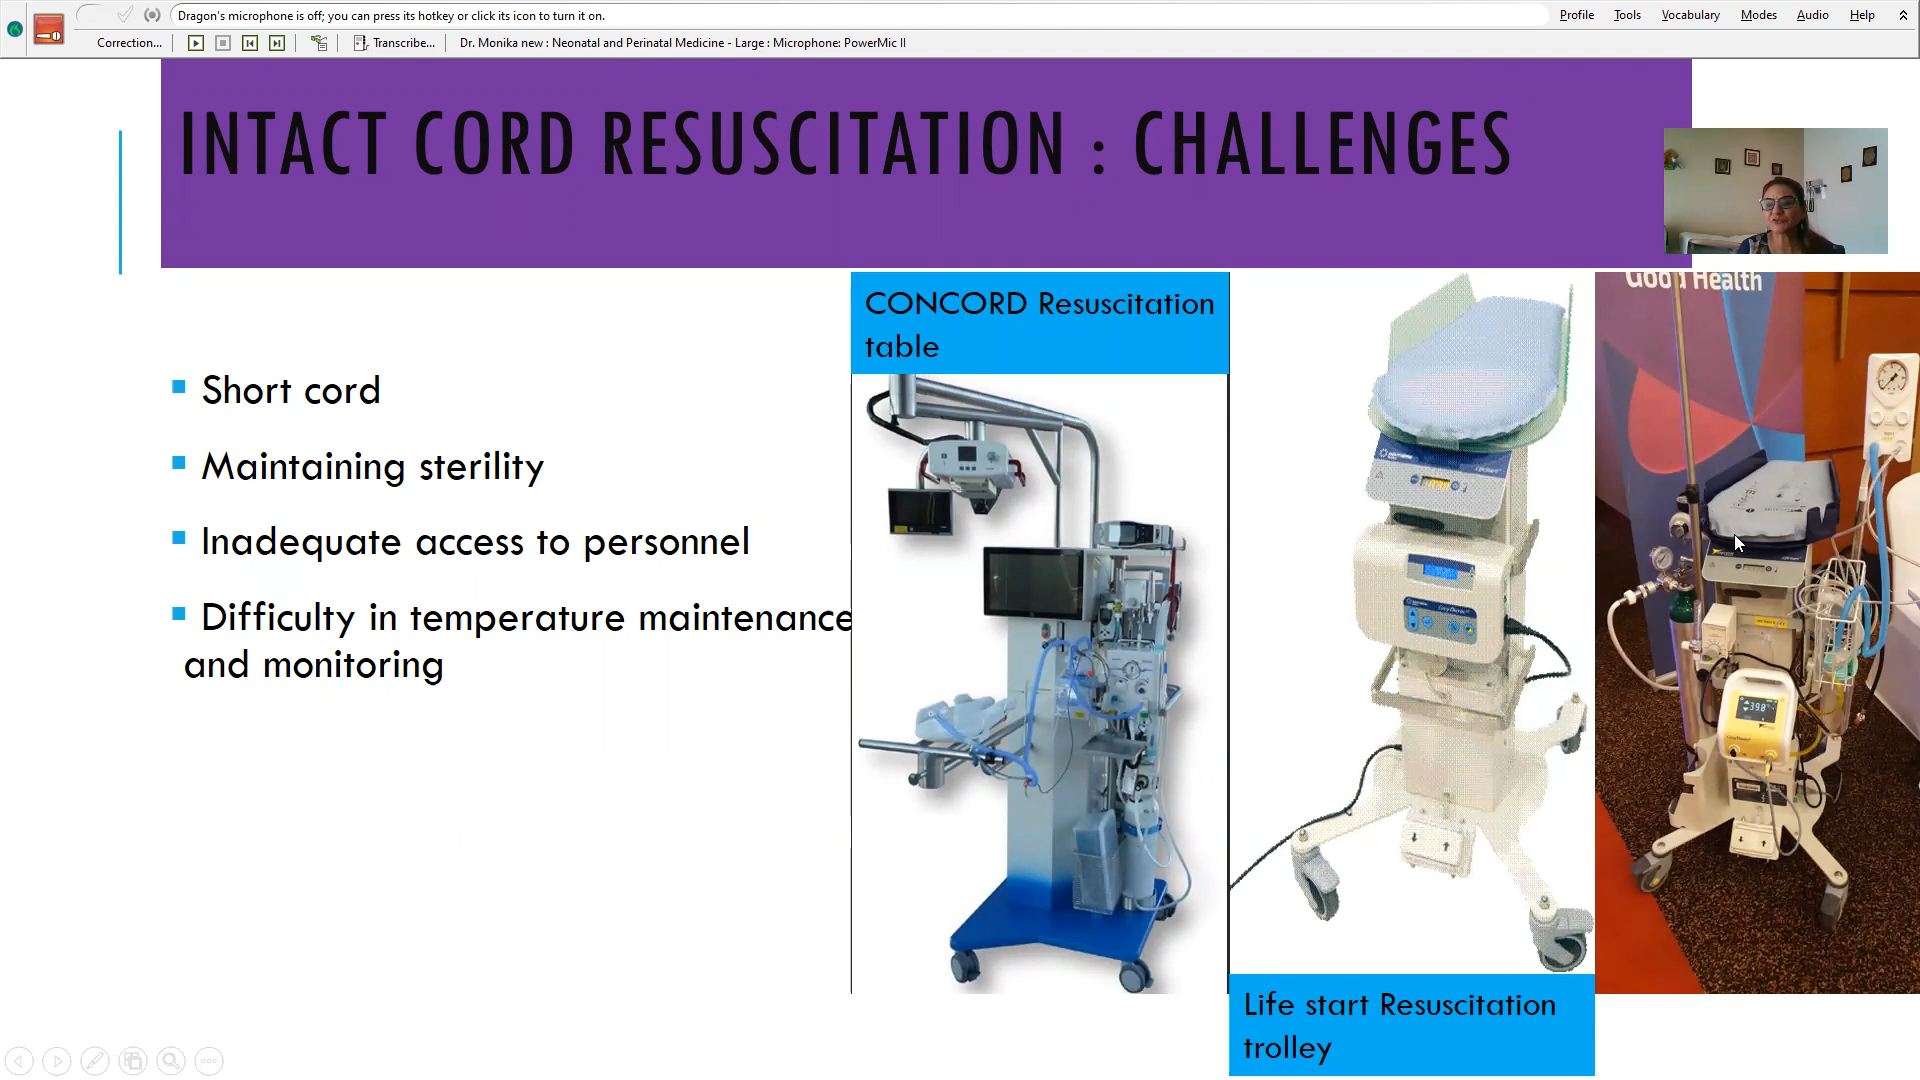 Dragon's microphone is off; you can press its hotkey or click its icon to turn it on.
Profile Tools Vocabulary Modes Audio Help
Correction... Transcribe... Dr. Monika new : Neonatal and Perinatal Medicine - Large : Microphone: PowerMic II
INTACT CORD RESUSCITATION : CHALLENGES
Short cord
Maintaining sterility
Inadequate access to personnel
Difficulty in temperature maintenance
and monitoring
CONCORD Resuscitation
table
Life start Resuscitation
trolley
Good Health
39.8